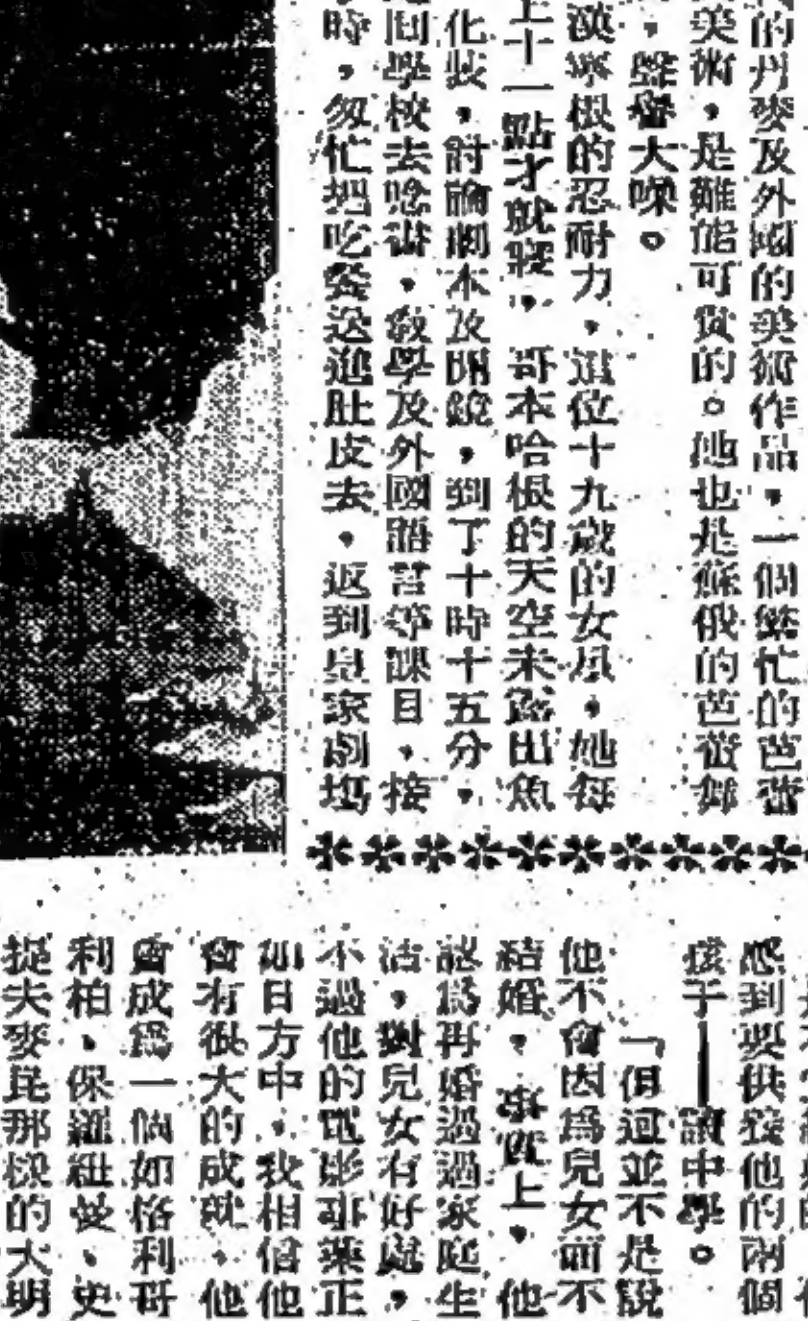 的丹麥及外國的美術作品，一個繁忙的芭蕾
美術，是難能可貴的。他也是蘇俄的芭蕾舞
，聲譽大噪。
漢寧根的忍耐力，這位十九歲的女星，她每
上十一點才就寢，哥本哈根的天空未露出魚
化裝，討論劇本及明鏡，到了十時十五分，
回學校去唸書，數學及外國語言等課目，接
時，匆忙把吃餐送進肚皮去，返到皇家劇場
感到要供養他的兩個
孩子——讀中學。
「但這並不是說
他不會因為兒女而不
結婚，事實上，他
認為再婚過過家庭生
活，對兒女有好處，
不過他的電影事業正
如日方中，我相信他
會有很大的成就，他
會成為一個如格利哥
利柏、保羅紐曼、史
提夫麥昆那樣的大明